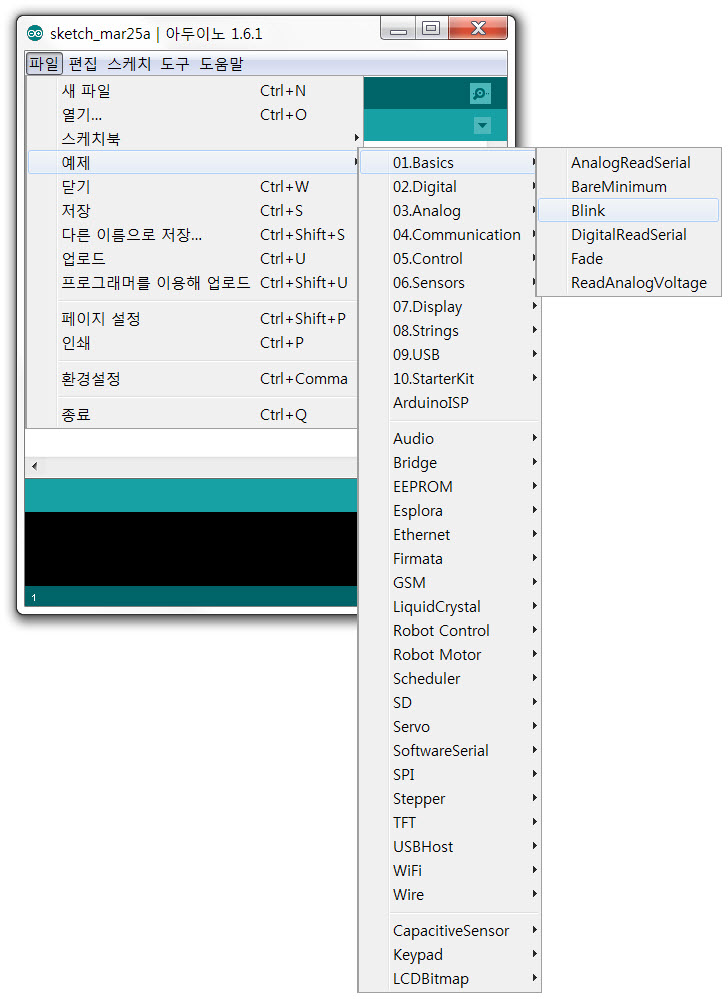 sketch_mar25a | 아두이노 1.6.1
파일 편집 스케치 도구 도움말
새 파일 Ctrl+N
열기... Ctrl+O
스케치북
예제
닫기 Ctrl+W
저장 Ctrl+S
다른 이름으로 저장... Ctrl+Shift+S
업로드 Ctrl+U
프로그래머를 이용해 업로드 Ctrl+Shift+U
페이지 설정 Ctrl+Shift+P
인쇄 Ctrl+P
환경설정 Ctrl+Comma
종료 Ctrl+Q
1
01.Basics
02.Digital
03.Analog
04.Communication
05.Control
06.Sensors
07.Display
08.Strings
09.USB
10.StarterKit
ArduinoISP
Audio
Bridge
EEPROM
Esplora
Ethernet
Firmata
GSM
LiquidCrystal
Robot Control
Robot Motor
Scheduler
SD
Servo
SoftwareSerial
SPI
Stepper
TFT
USBHost
WiFi
Wire
CapacitiveSensor
Keypad
LCDBitmap
AnalogReadSerial
BareMinimum
Blink
DigitalReadSerial
Fade
ReadAnalogVoltage